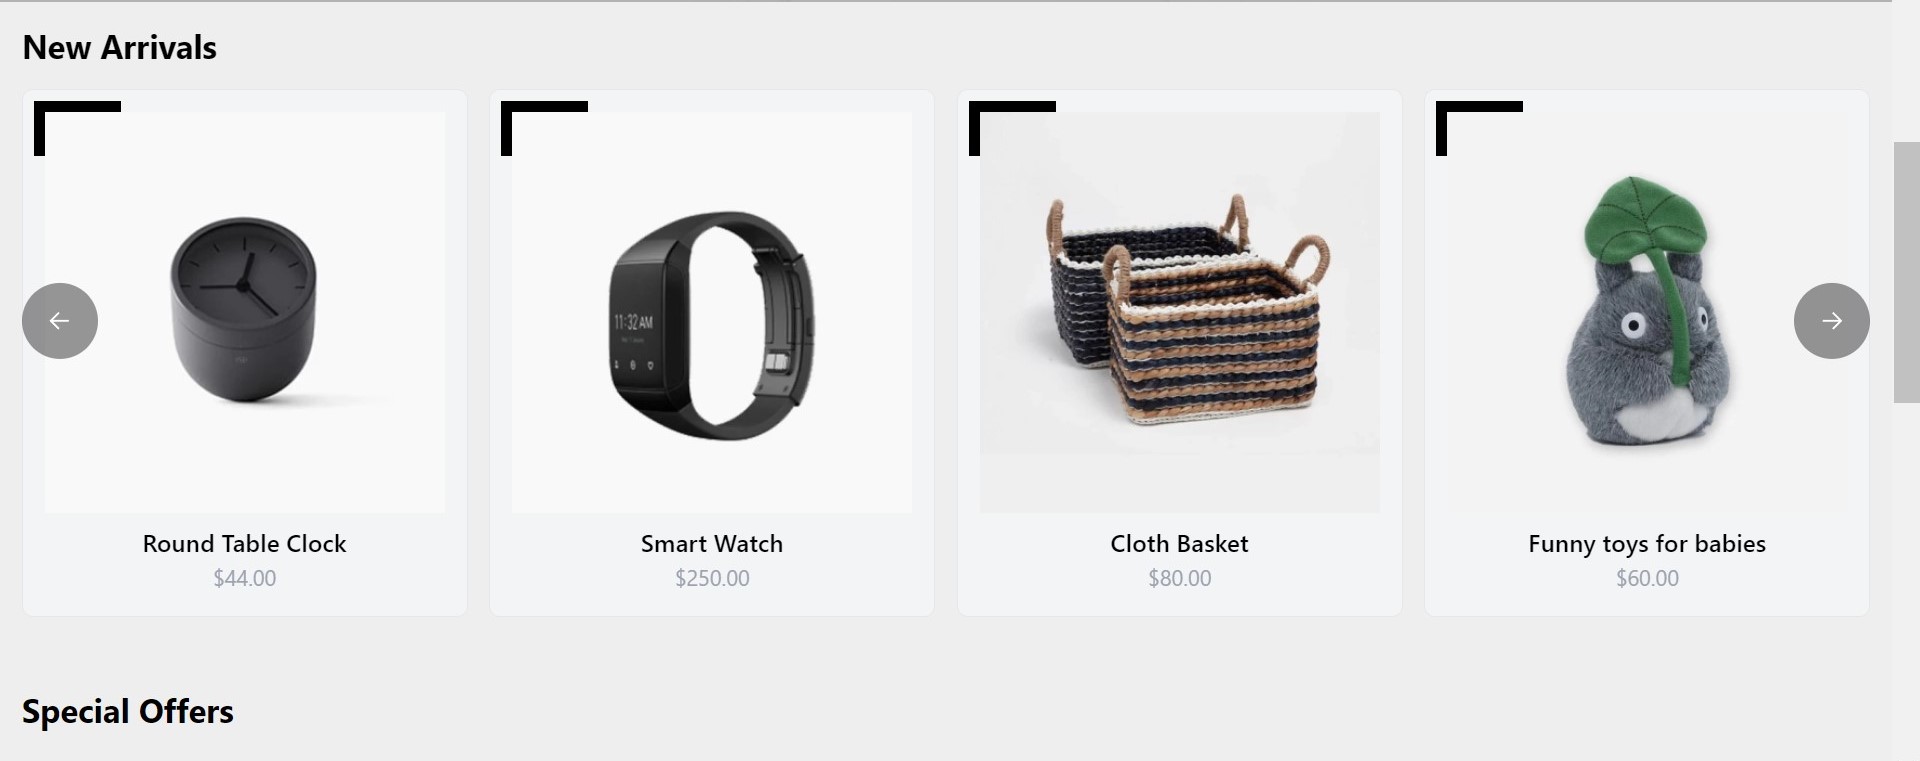 New Arrivals
11:32 AM
Round Table Clock
$44.00
Smart Watch
$250.00
Cloth Basket
$80.00
Funny toys for babies
$60.00
Special Offers